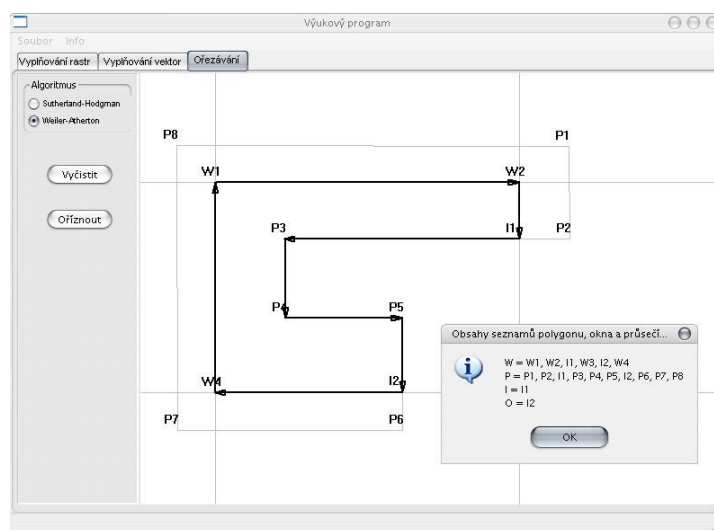 Výukový program
Soubor Info
Vyplňování rastr Vyplňování vektor Ořezávání
Algoritmus
Sutherland-Hodgman
Weiler-Atherton
Vyčistit
Oříznout
P8 P1
W1 W2
P3 I1 P2
P4 P5
W4 I2
P7 P6
Obsahy seznamů polygonu, okna a průsečí...
W = W1, W2, I1, W3, I2, W4
P = P1, P2, I1, P3, P4, P5, I2, P6, P7, P8
I = I1
O = I2
OK